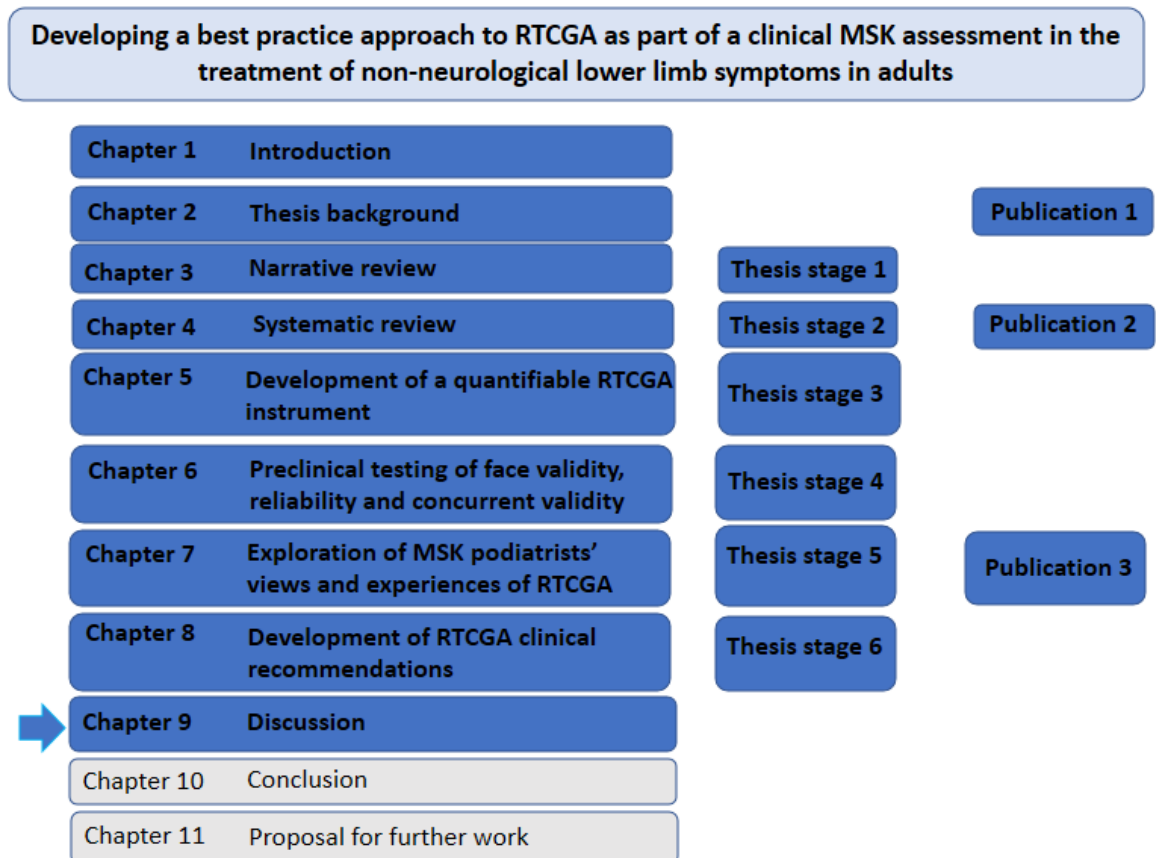 Developing a best practice approach to RTCGA as part of a clinical MSK assessment in the
treatment of non-neurological lower limb symptoms in adults
Chapter 1 Introduction
Chapter 2 Thesis background Publication 1
Chapter 3 Narrative review Thesis stage 1
Chapter 4 Systematic review Thesis stage 2 Publication 2
Chapter 5 Development of a quantifiable RTCGA
instrument
Thesis stage 3
Chapter 6 Preclinical testing of face validity,
reliability and concurrent validity
Thesis stage 4
Chapter 7 Exploration of MSK podiatrists’
views and experiences of RTCGA
Thesis stage 5
Publication 3
Chapter 8 Development of RTCGA clinical
recommendations
Thesis stage 6
Chapter 9 Discussion
Chapter 10 Conclusion
Chapter 11 Proposal for further work